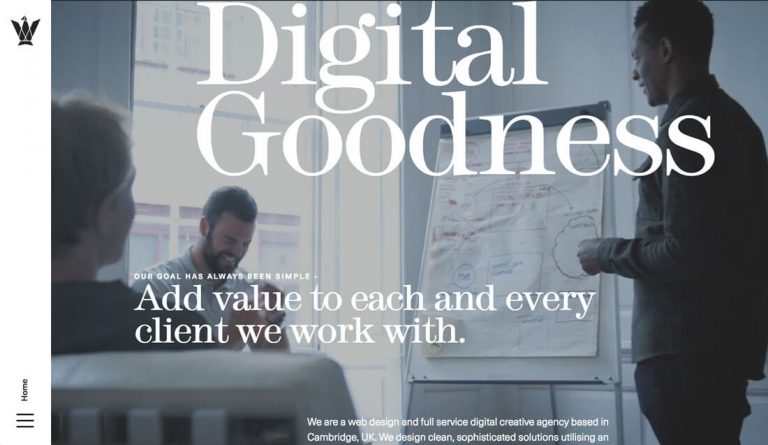 Digital
Goodness
OUR GOAL HAS ALWAYS BEEN SIMPLE -
Add value to each and every
client we work with.
Home
We are a web design and full service digital creative agency based in
Cambridge, UK. We design clean, sophisticated solutions utilising an